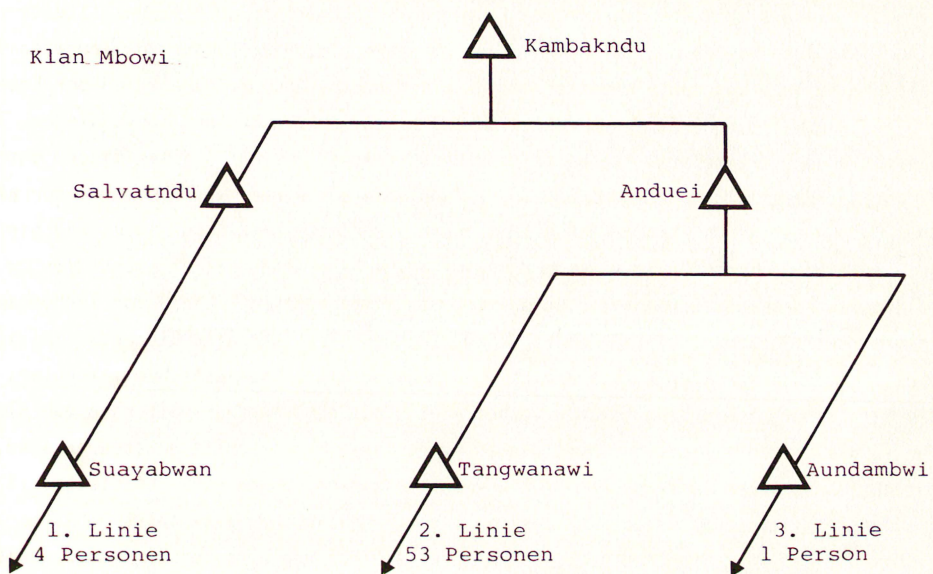 Kambakndu
Klan Mbowi
Salvatndu
Anduei
Suayabwan
Tangwanawi
Aundambwi
1. Linie
4 Personen
2. Linie
53 Personen
3. Linie
1 Person